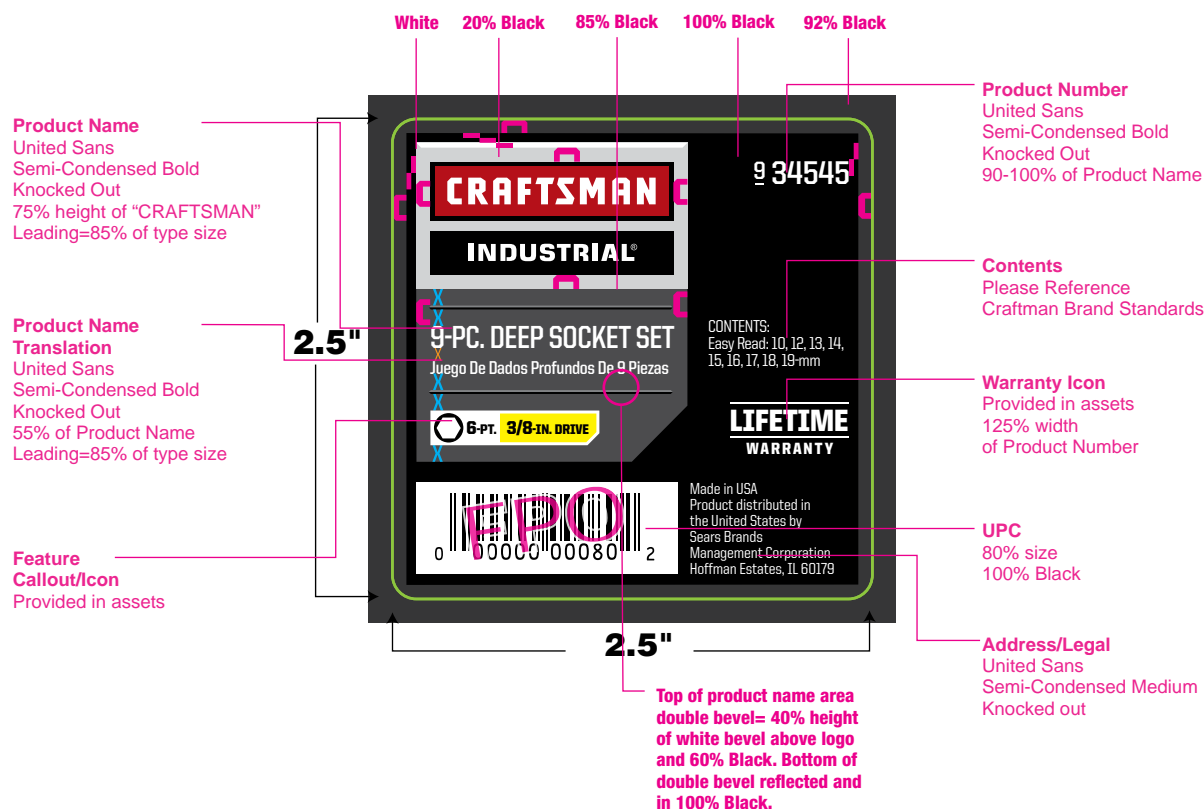 White
20% Black
85% Black
100% Black
92% Black
Product Name
United Sans
Semi-Condensed Bold
Knocked Out
75% height of “CRAFTSMAN”
Leading=85% of type size
Product Name
Translation
United Sans
Semi-Condensed Bold
Knocked Out
55% of Product Name
Leading=85% of type size
Feature
Callout/Icon
Provided in assets
2.5"
CRAFTSMAN
INDUSTRIAL®
9 34545
9-PC. DEEP SOCKET SET
Juego De Dados Profundos De 9 Piezas
6-PT. 3/8-IN. DRIVE
CONTENTS:
Easy Read: 10, 12, 13, 14,
15, 16, 17, 18, 19-mm
LIFETIME
WARRANTY
FPO
0 00000 00080 2
Made in USA
Product distributed in
the United States by
Sears Brands
Management Corporation
Hoffman Estates, IL 60179
2.5"
Top of product name area
double bevel= 40% height
of white bevel above logo
and 60% Black. Bottom of
double bevel reflected and
in 100% Black.
Product Number
United Sans
Semi-Condensed Bold
Knocked Out
90-100% of Product Name
Contents
Please Reference
Craftman Brand Standards
Warranty Icon
Provided in assets
125% width
of Product Number
UPC
80% size
100% Black
Address/Legal
United Sans
Semi-Condensed Medium
Knocked out